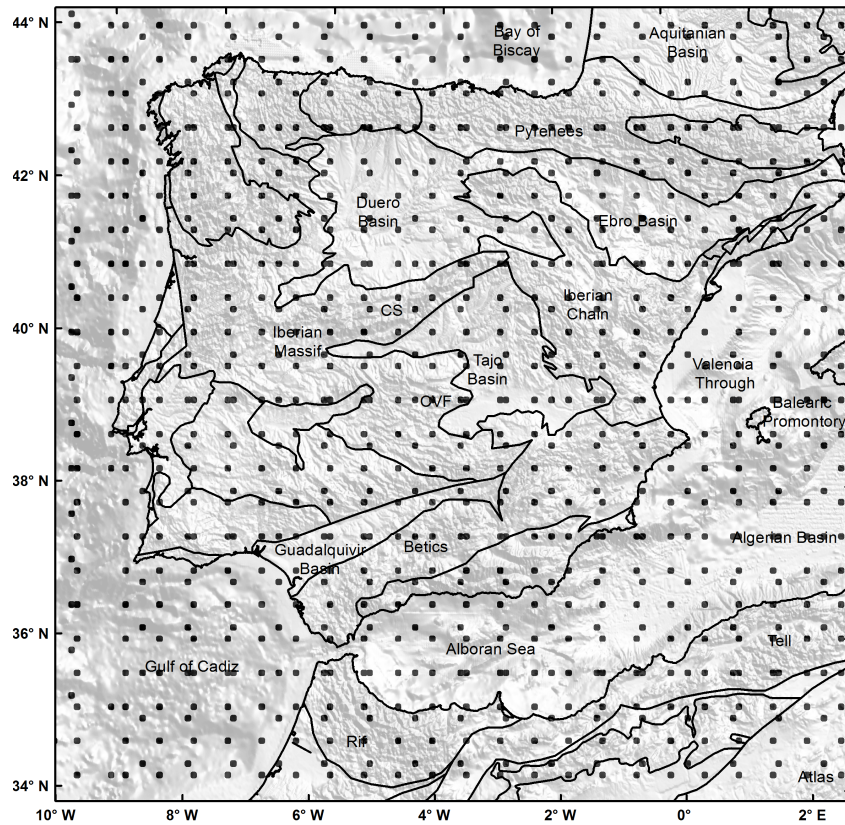 44° N
Bay of
Biscay
Aquitanian
Basin
Pyrenees
42° N
Duero
Basin
Ebro Basin
CS
Iberian
Chain
40° N
Iberian
Massif
Tajo
Basin
Valencia
Through
OVF
Balearic
Promontory
38° N
Guadalquivir
Basin
Betics
Algerian Basin
36° N
Gulf of Cadiz
Alboran Sea
Tell
Rif
34° N
Atlas
10° W
8° W
6° W
4° W
2° W
0°
2° E